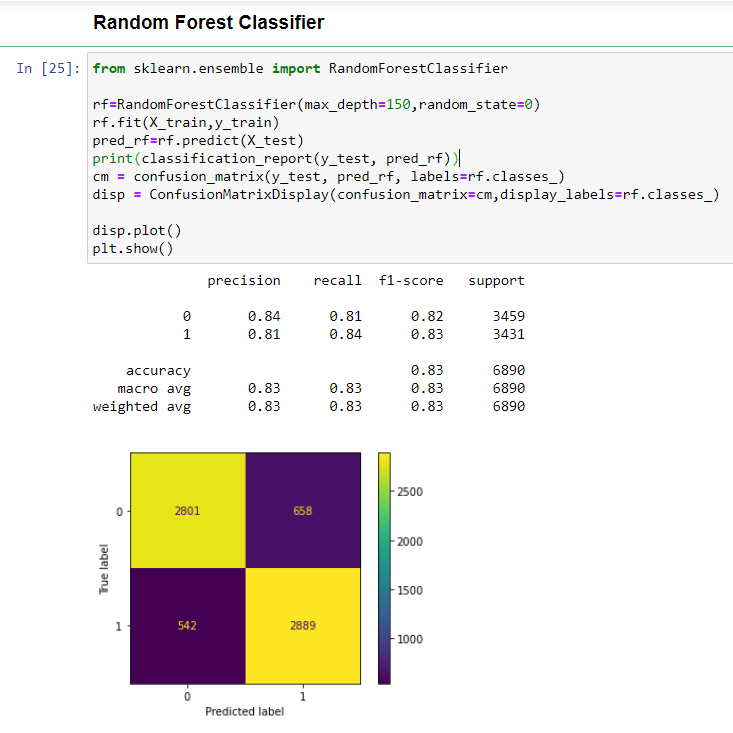 Random Forest Classifier
In [25]:
from sklearn.ensemble import RandomForestClassifier
rf=RandomForestClassifier(max_depth=150,random_state=0)
rf.fit(X_train,y_train)
pred_rf=rf.predict(X_test)
print(classification_report(y_test, pred_rf))
cm = confusion_matrix(y_test, pred_rf, labels=rf.classes_)
disp = ConfusionMatrixDisplay(confusion_matrix=cm,display_labels=rf.classes_)
disp.plot()
plt.show()
precision recall f1-score support
0 0.84 0.81 0.82 3459
1 0.81 0.84 0.83 3431
accuracy 0.83 6890
macro avg 0.83 0.83 0.83 6890
weighted avg 0.83 0.83 0.83 6890
2500
0 2801 658
2000
True label
1500
1 542 2889
1000
0 1
Predicted label